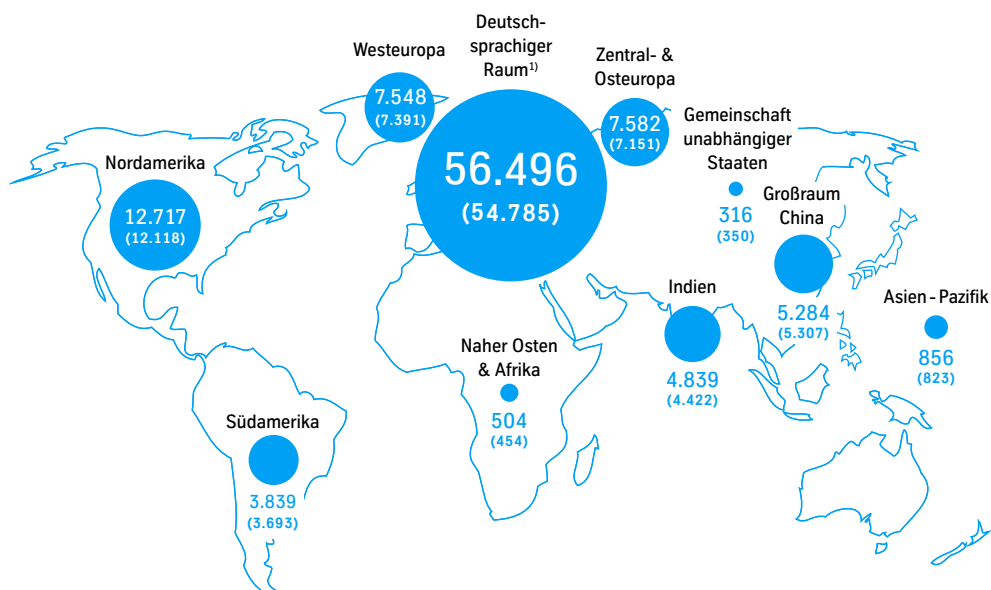 Deutsch-
sprachiger
Raum¹⁾
56.496
(54.785)
Westeuropa
7.548
(7.391)
Zentral- &
Osteuropa
7.582
(7.151)
Gemeinschaft
unabhängiger
Staaten
316
(350)
Nordamerika
12.717
(12.118)
Großraum
China
5.284
(5.307)
Indien
4.839
(4.422)
Asien - Pazifik
856
(823)
Naher Osten
& Afrika
504
(454)
Südamerika
3.839
(3.693)